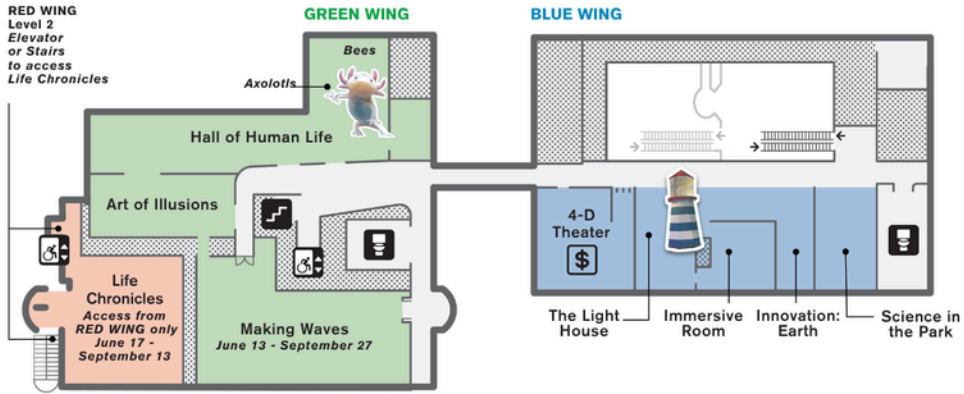 RED WING
Level 2
Elevator
or Stairs
to access
Life Chronicles
GREEN WING
BLUE WING
Bees
Axolotls
Hall of Human Life
Art of Illusions
Life
Chronicles
Access from
RED WING only
June 17 -
September 13
Making Waves
June 13 - September 27
4-D
Theater
$
The Light
House
Immersive
Room
Innovation:
Earth
Science in
the Park